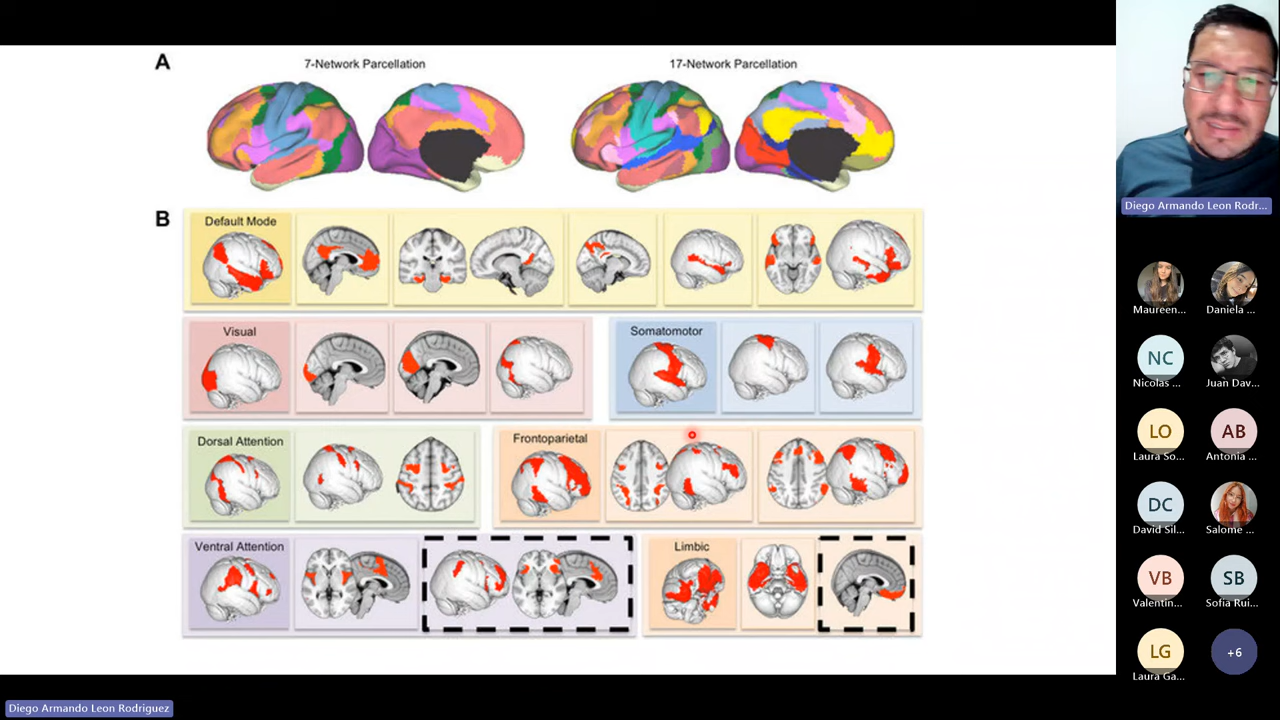 A
7-Network Parcellation
17-Network Parcellation
B
Default Mode
Visual
Somatomotor
Dorsal Attention
Frontoparietal
Ventral Attention
Limbic
Diego Armando Leon Rodr...
Maureen...
Daniela ...
NC
Nicolas ...
Juan Dav...
LO
Laura So...
AB
Antonia ...
DC
David Sil...
Salome ...
VB
Valentin...
SB
Sofia Rui...
LG
Laura Ga...
+6
Diego Armando Leon Rodriguez